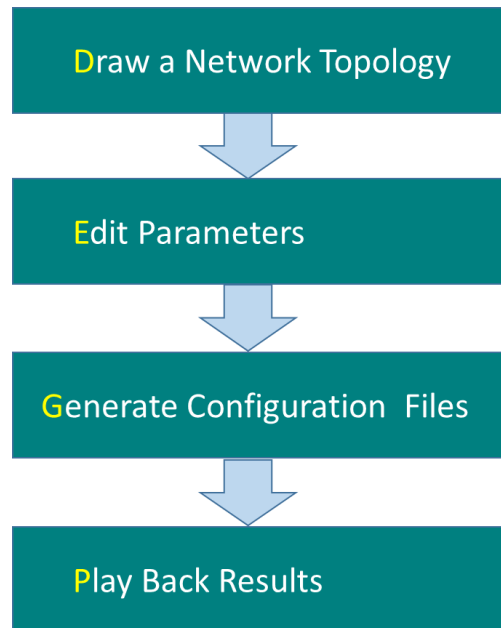 Draw a Network Topology
Edit Parameters
Generate Configuration  Files
Play Back Results